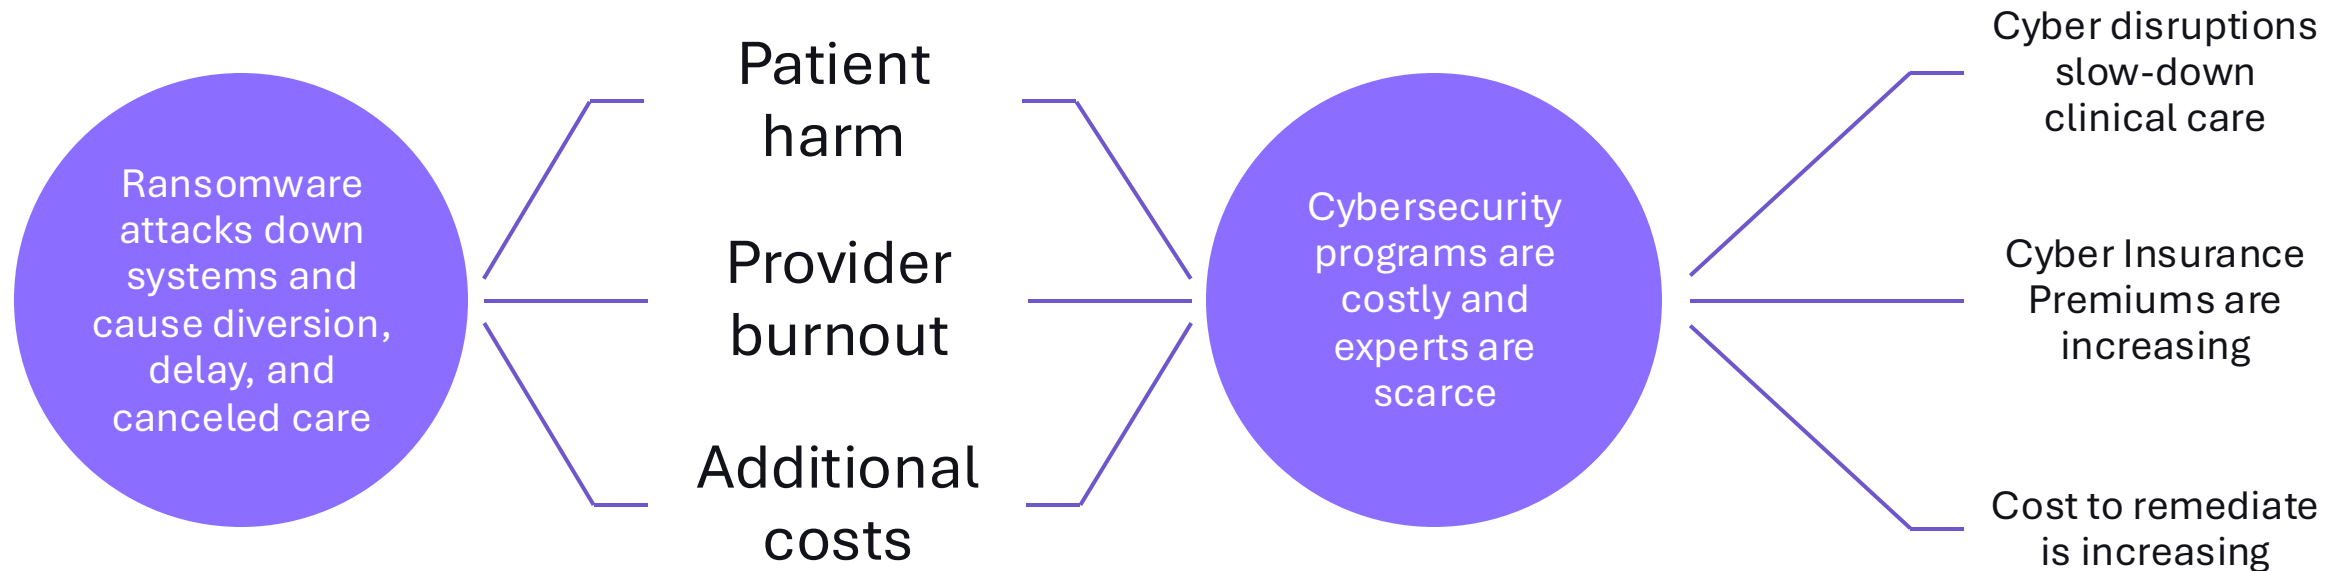 Ransomware
attacks down
systems and
cause diversion,
delay, and
canceled care
Patient
harm
Provider
burnout
Additional
costs
Cybersecurity
programs are
costly and
experts are
scarce
Cyber disruptions
slow-down
clinical care
Cyber Insurance
Premiums are
increasing
Cost to remediate
is increasing